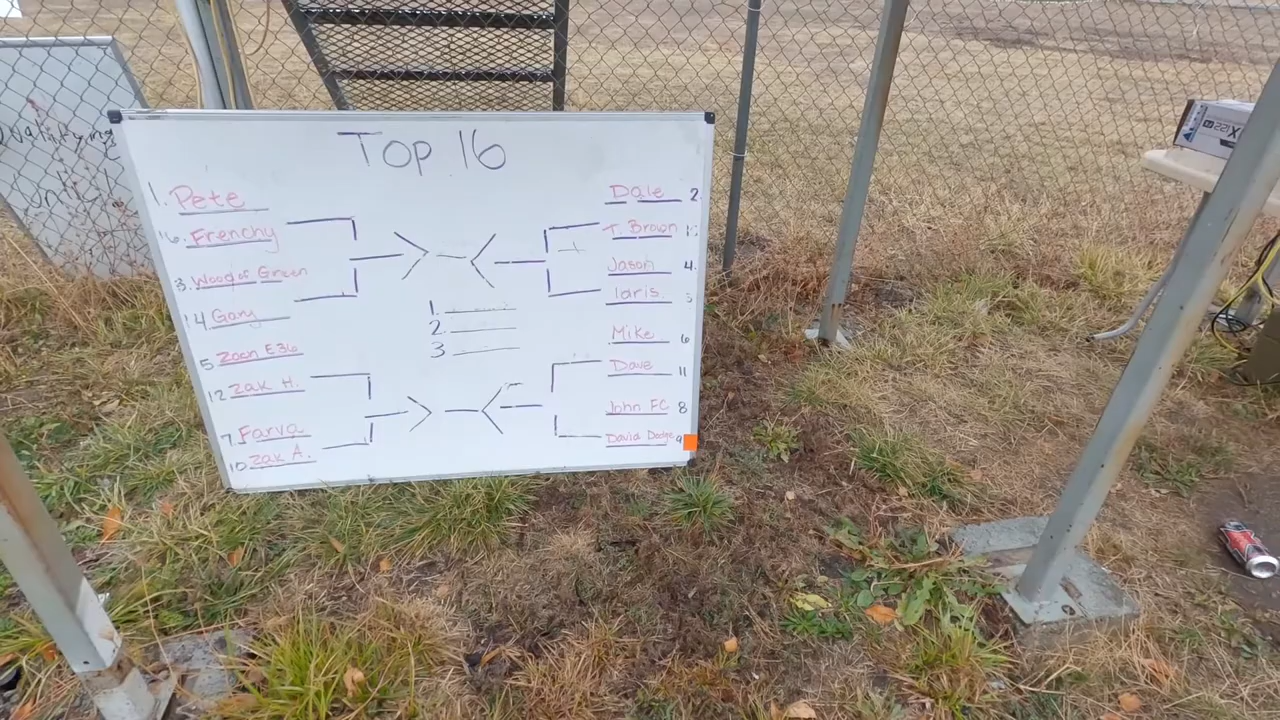 Top 16
1. Pete
16. Frenchy
3. Wood of Green
14 Gary
5 Zach E36
12 Zak H.
7. Farva
10. Zak A.
Dale 2.
T. Brown
Jason 4.
Iaris.
Mike 6
Dave 11
John FC 8
David Dodge 9
1.
2.
3
Qualifying